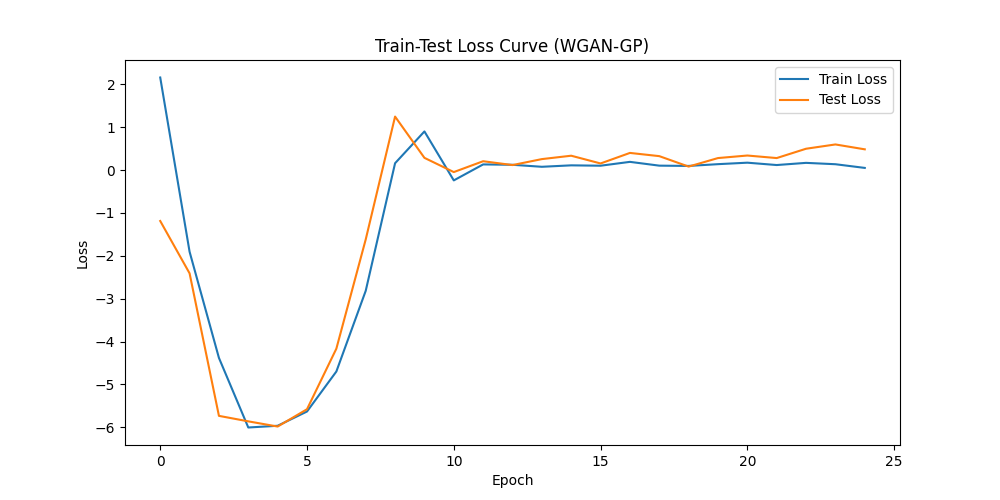 Train-Test Loss Curve (WGAN-GP)
Train Loss
Test Loss
2
1
0
−1
−2
−3
−4
−5
−6
Loss
0 5 10 15 20 25
Epoch